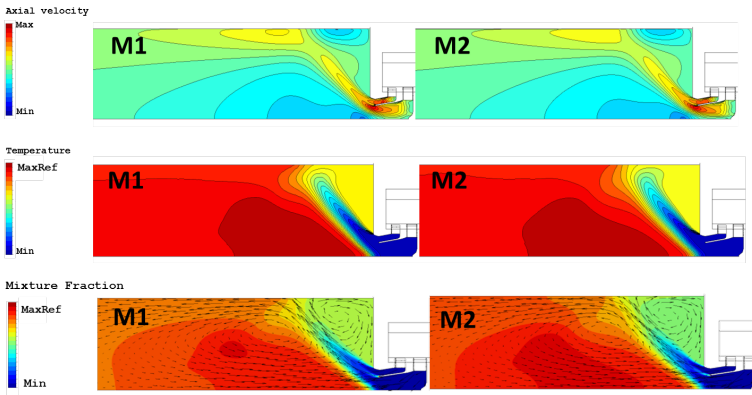 Axial velocity
Max
M1
M2
Min
Temperature
MaxRef
M1
M2
Min
Mixture Fraction
MaxRef
M1
M2
Min